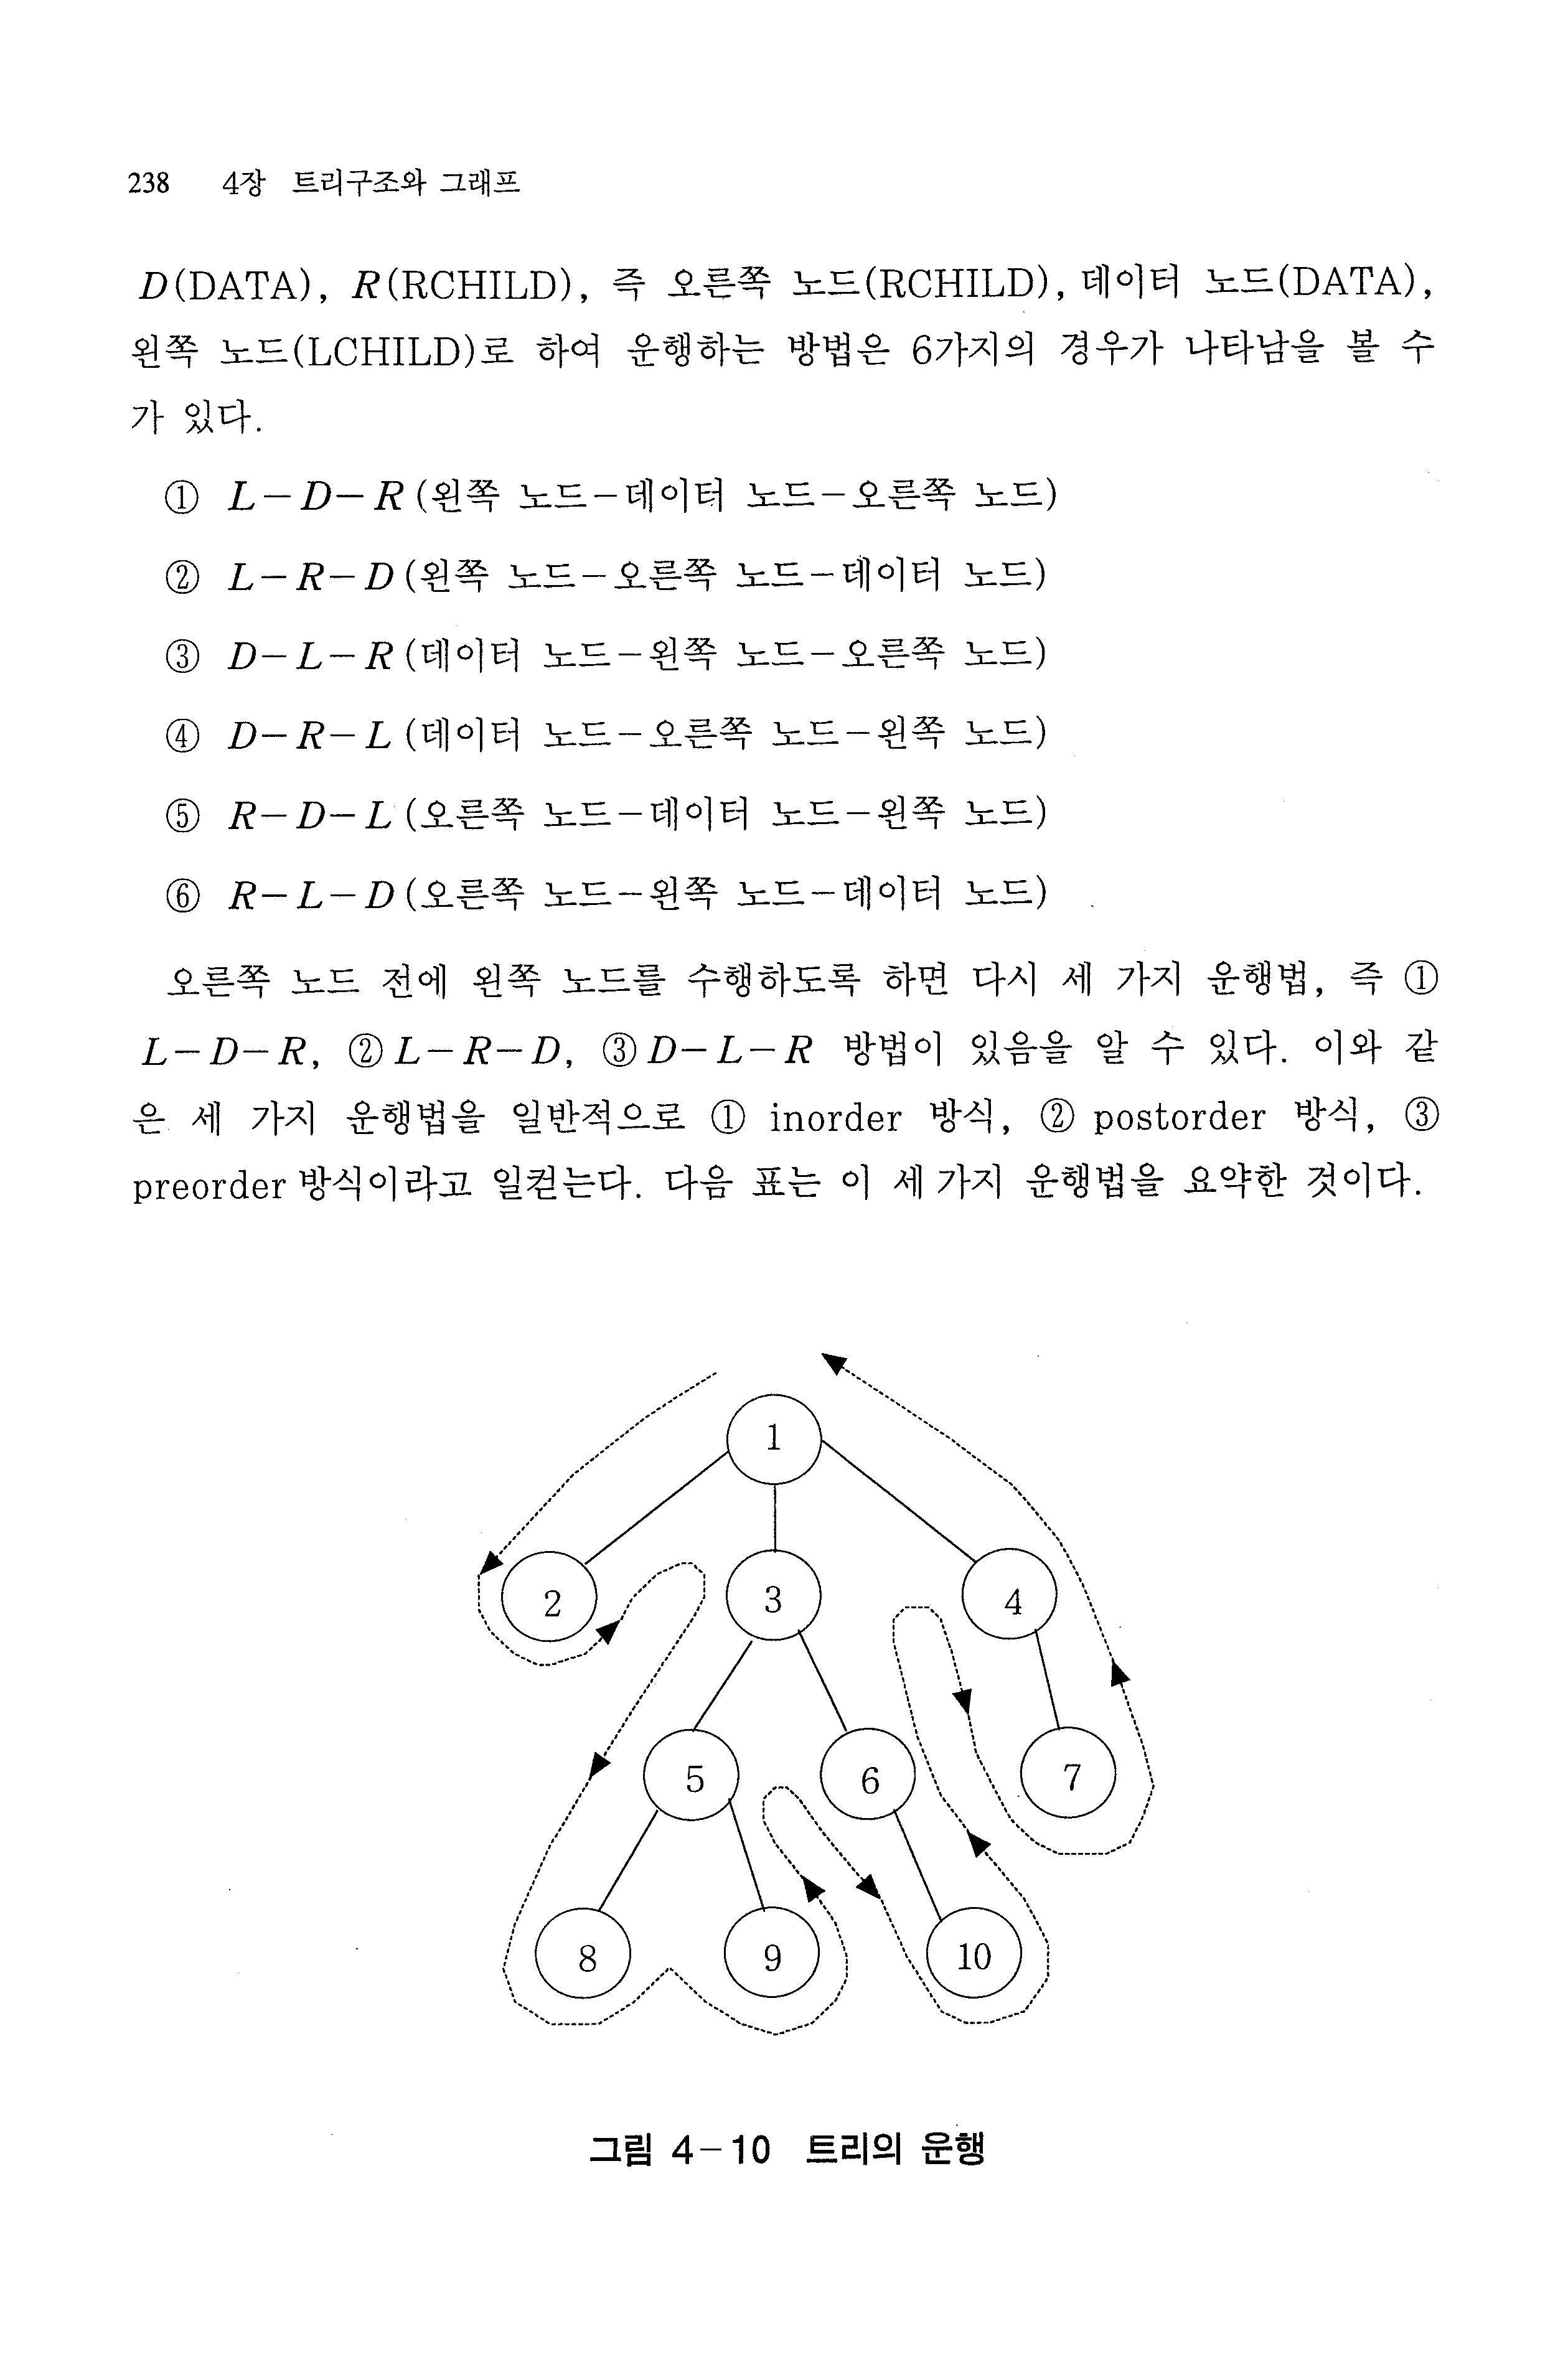 238 4장 트리구조와 그래프
D(DATA), R(RCHILD), 즉 오른쪽 노드(RCHILD), 데이터 노드(DATA),
왼쪽 노드(LCHILD)로 하여 운행하는 방법은 6가지의 경우가 나타남을 볼 수
가 있다.
① L－D－R(왼쪽 노드－데이터 노드－오른쪽 노드)
② L－R－D(왼쪽 노드－오른쪽 노드－데이터 노드)
③ D－L－R(데이터 노드－왼쪽 노드－오른쪽 노드)
④ D－R－L(데이터 노드－오른쪽 노드－왼쪽 노드)
⑤ R－D－L(오른쪽 노드－데이터 노드－왼쪽 노드)
⑥ R－L－D(오른쪽 노드－왼쪽 노드－데이터 노드)
오른쪽 노드 전에 왼쪽 노드를 수행하도록 하면 다시 세 가지 운행법, 즉 ①
L－D－R, ②L－R－D, ③D－L－R 방법이 있음을 알 수 있다. 이와 같
은 세 가지 운행법을 일반적으로 ① inorder 방식, ② postorder 방식, ③
preorder 방식이라고 일컫는다. 다음 표는 이 세 가지 운행법을 요약한 것이다.
1
2 3 4
5 6 7
8 9 10
그림 4－10 트리의 운행